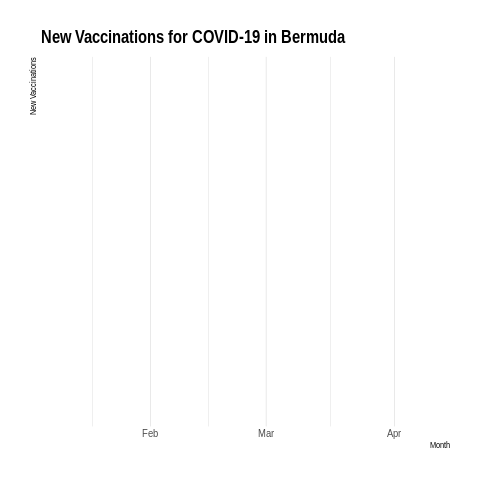 New Vaccinations for COVID-19 in Bermuda
New Vaccinations
Feb
Mar
Apr
Month